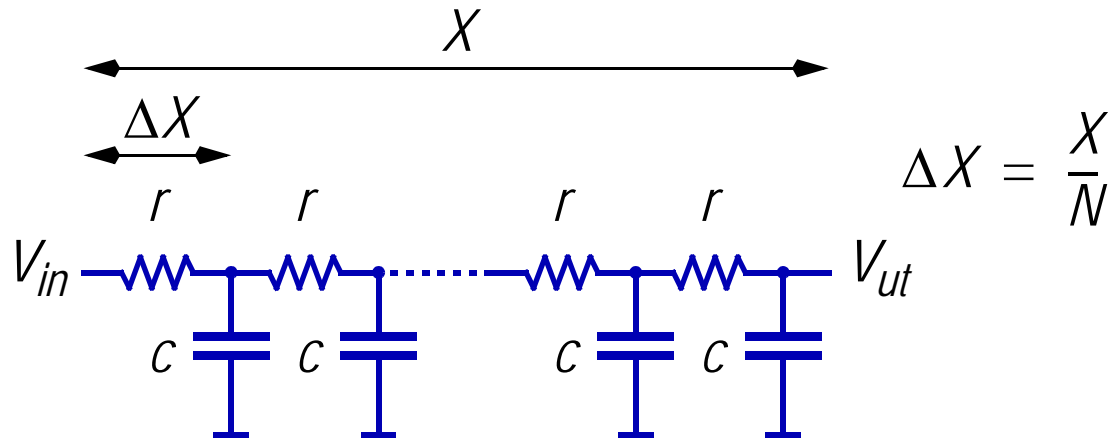 X
ΔX
ΔX = X/N
r r r r
V_in V_ut
c c c c